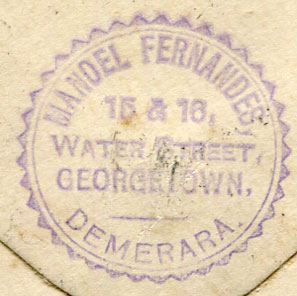 MANOEL FERNANDES,
15 & 16,
WATER STREET,
GEORGETOWN,
DEMERARA.